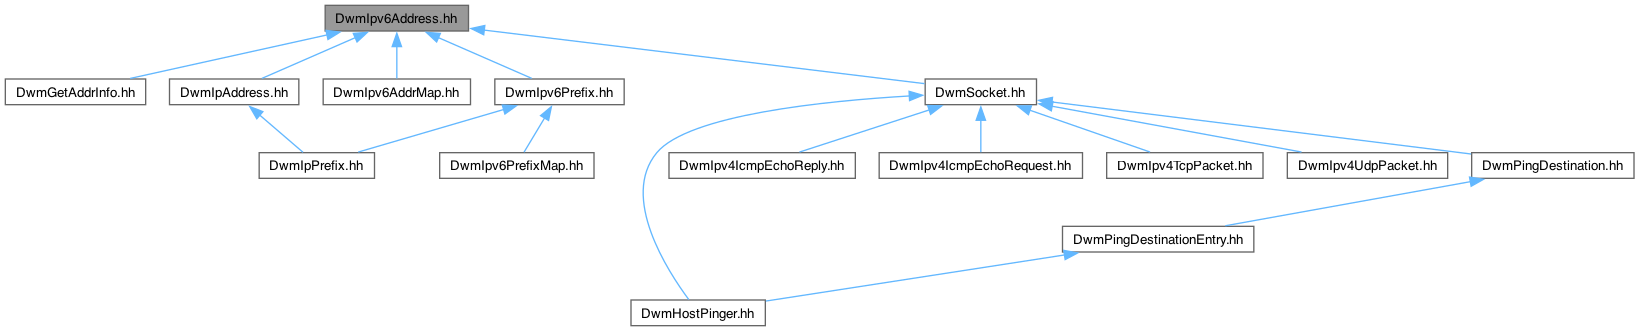 DwmIpv6Address.hh
DwmGetAddrInfo.hh
DwmIpAddress.hh
DwmIpv6AddrMap.hh
DwmIpv6Prefix.hh
DwmSocket.hh
DwmIpPrefix.hh
DwmIpv6PrefixMap.hh
DwmIpv4IcmpEchoReply.hh
DwmIpv4IcmpEchoRequest.hh
DwmIpv4TcpPacket.hh
DwmIpv4UdpPacket.hh
DwmPingDestination.hh
DwmPingDestinationEntry.hh
DwmHostPinger.hh